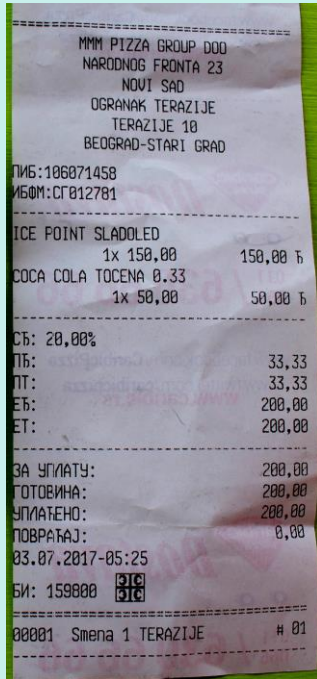 MMM PIZZA GROUP DOO
NARODNOG FRONTA 23
NOVI SAD
OGRANAK TERAZIJE
TERAZIJE 10
BEOGRAD-STARI GRAD
ПИБ:106071458
ИБФМ:СГ012781
ICE POINT SLADOLED
1x 150,00 150,00 Ђ
COCA COLA TOCENA 0.33
1x 50,00 50,00 Ђ
СЂ: 20,00%
ПЂ: 33,33
ПТ: 33,33
ЕЂ: 200,00
ЕТ: 200,00
ЗА УПЛАТУ: 200,00
ГОТОВИНА: 200,00
УПЛАЋЕНО: 200,00
ПОВРАЋАЈ: 0,00
03.07.2017-05:25
БИ: 159800
00001 Smena 1 TERAZIJE # 01